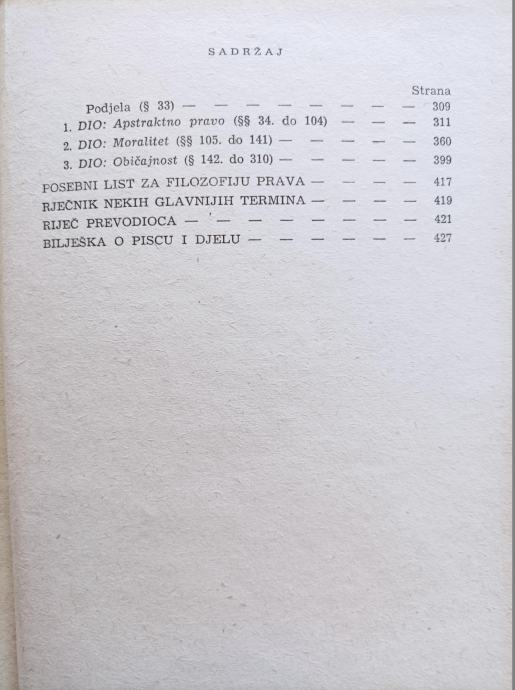 SADRŽAJ
Strana
Podjela (§ 33) — — — — — — — — 309
1. DIO: Apstraktno pravo (§§ 34. do 104) — — — — 311
2. DIO: Moralitet (§§ 105. do 141) — — — — — 360
3. DIO: Običajnost (§ 142. do 310) — — — — — 399
POSEBNI LIST ZA FILOZOFIJU PRAVA — — — — 417
RJEČNIK NEKIH GLAVNIJIH TERMINA — — — — 419
RIJEČ PREVODIOCA — — — — — — — — 421
BILJEŠKA O PISCU I DJELU — — — — — — 427